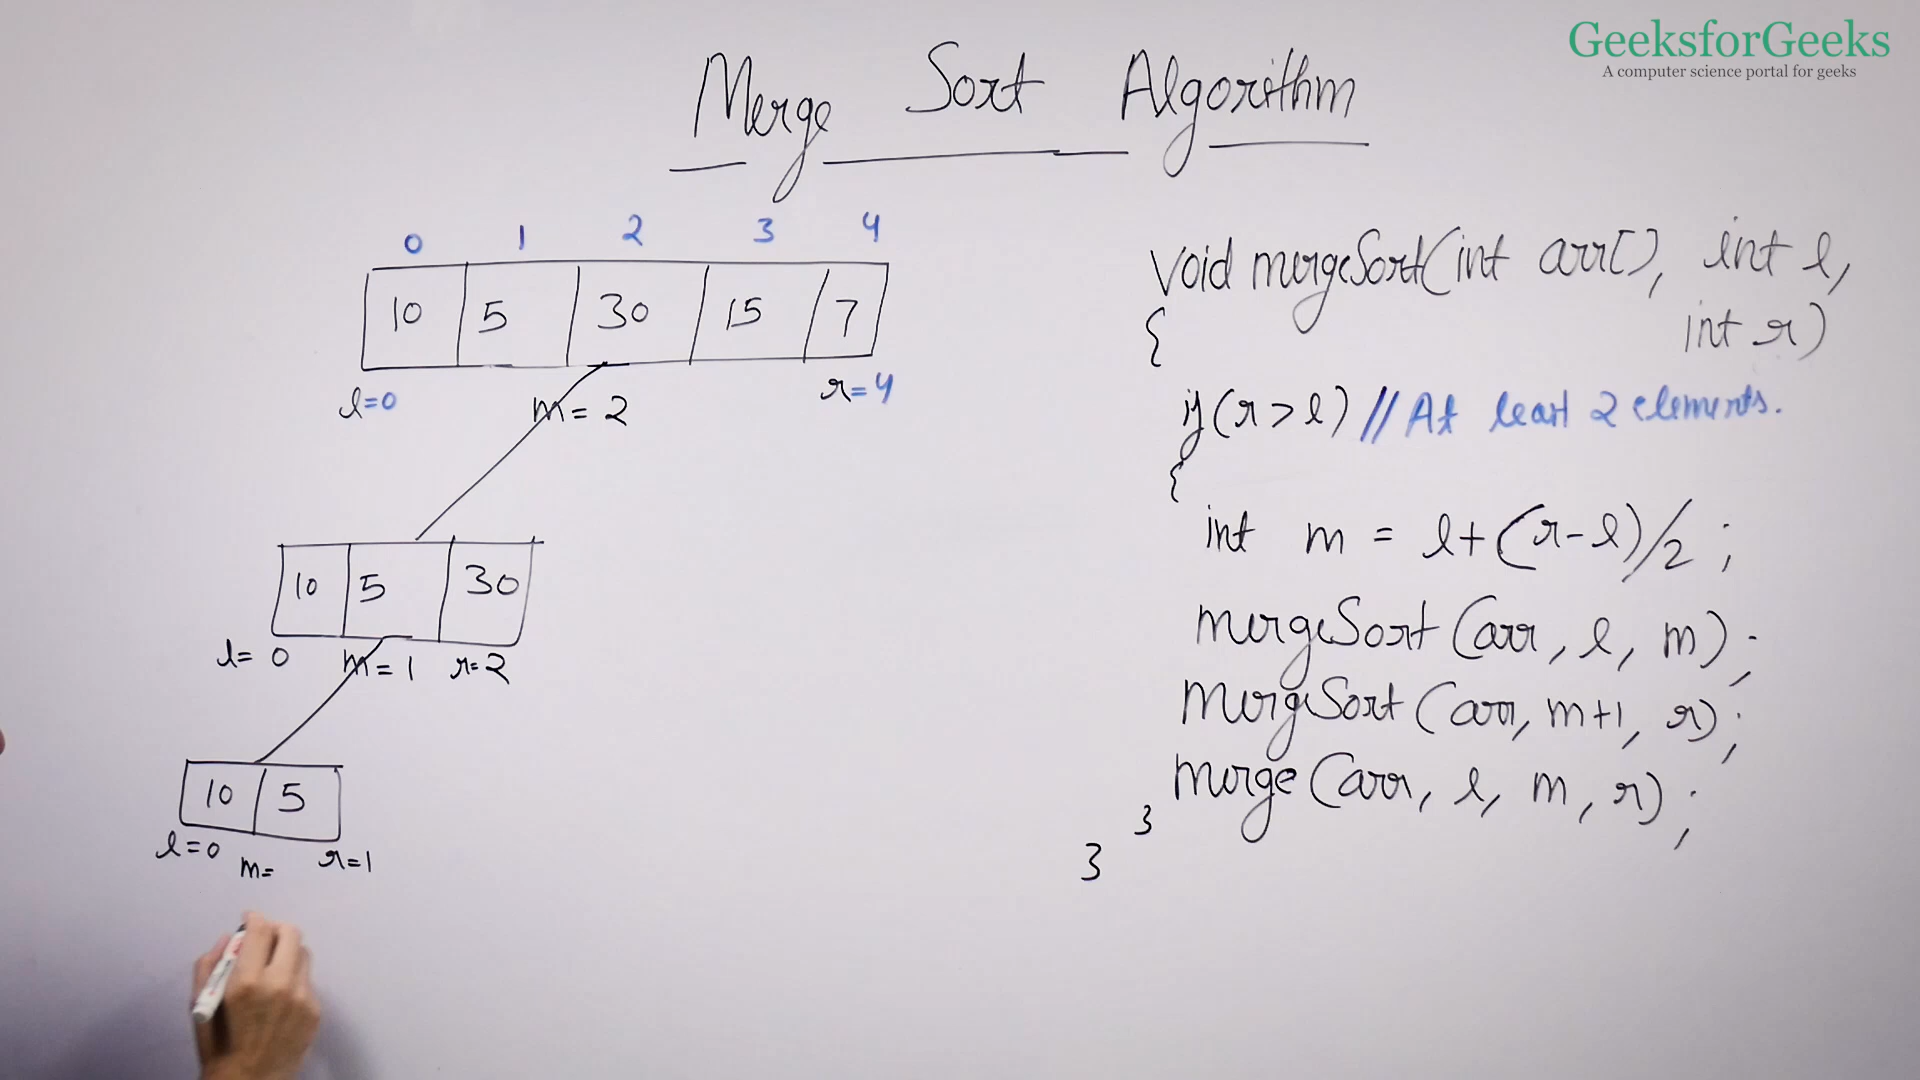 GeeksforGeeks
A computer science portal for geeks
Merge Sort Algorithm
0 1 2 3 4
10 5 30 15 7
l=0 m=2 r=4
10 5 30
l=0 m=1 r=2
10 5
l=0 m= r=1
void mergeSort(int arr[], int l,
int r)
{
if(r>l) // At least 2 elements.
{
int m = l+(r-l)/2;
mergeSort(arr, l, m);
mergeSort(arr, m+1, r);
merge(arr, l, m, r);
}
}